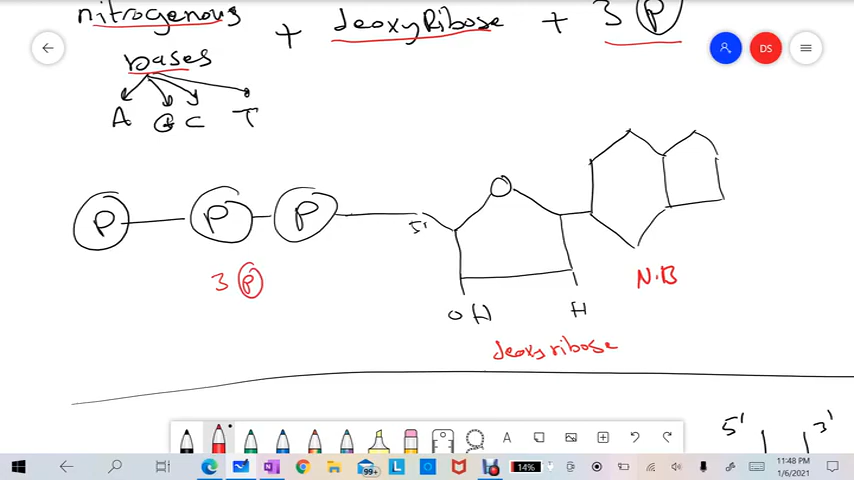 nitrogenous + deoxyRibose + 3 P
bases
A G C T
P P P 5' O
OH H
3 P
N.B
deoxyribose
5' 3'
DS
A
L
99+
14%
11:48 PM
1/6/2021